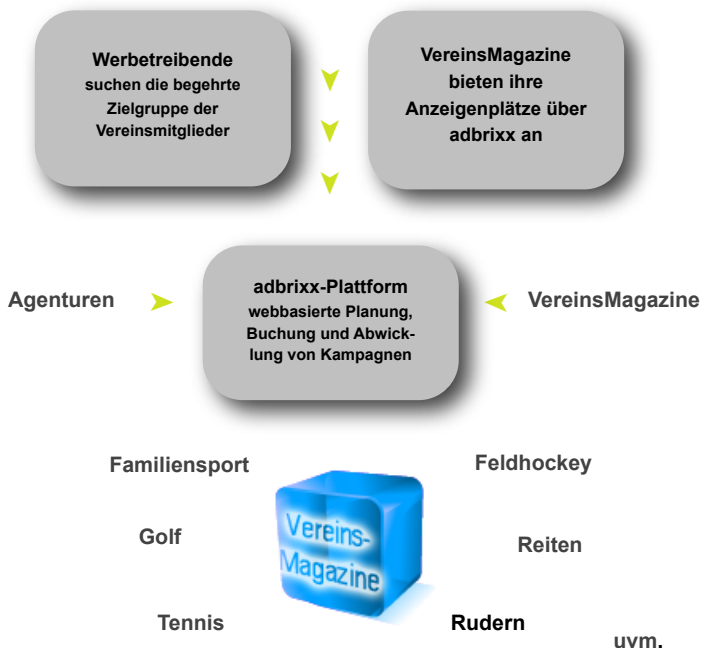 Werbetreibende
suchen die begehrte
Zielgruppe der
Vereinsmitglieder
VereinsMagazine
bieten ihre
Anzeigenplätze über
adbrixx an
Agenturen
adbrixx-Plattform
webbasierte Planung,
Buchung und Abwick-
lung von Kampagnen
VereinsMagazine
Familiensport
Feldhockey
Golf
Vereins-
Magazine
Reiten
Tennis
Rudern
uvm.